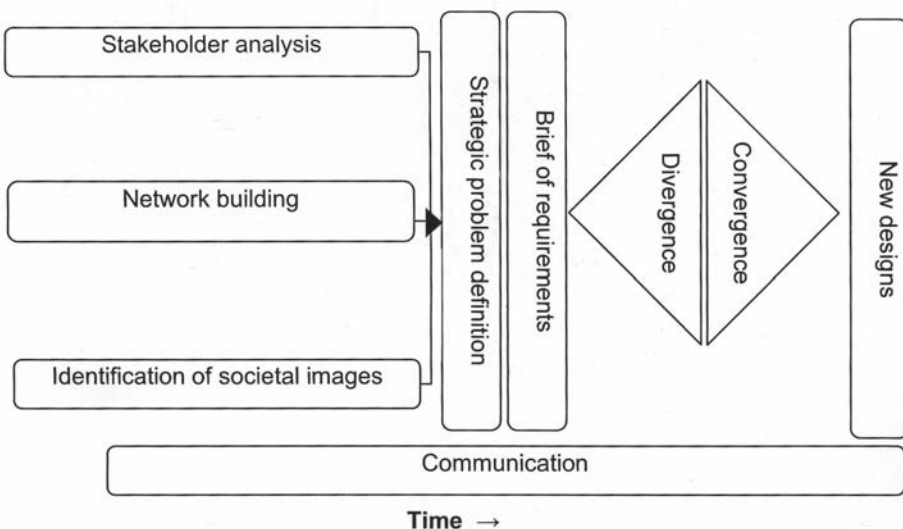 Stakeholder analysis
Network building
Identification of societal images
Strategic problem definition
Brief of requirements
Divergence
Convergence
New designs
Communication
Time →